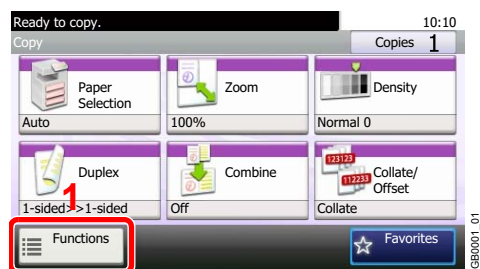 Ready to copy.
10:10
Copy
Copies 1
Paper
Selection
Auto
Zoom
100%
Density
Normal 0
Duplex
1-sided>>1-sided
Combine
Off
123123
112233
Collate/
Offset
Collate
1
Functions
Favorites
GB0001_01